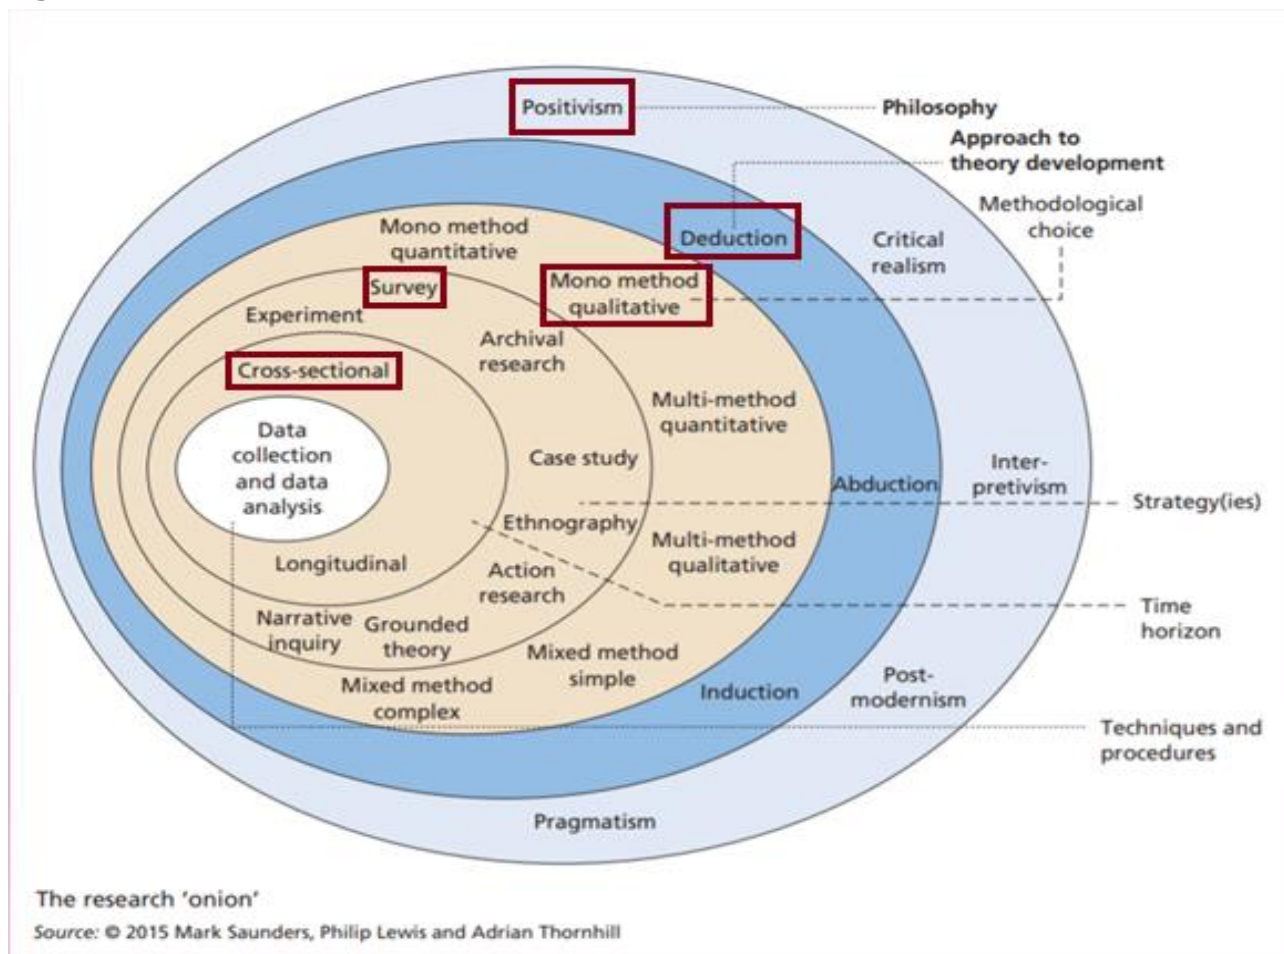 Positivism
Philosophy
Approach to
theory development
Methodological
choice
Deduction
Critical
realism
Mono method
quantitative
Mono method
qualitative
Survey
Experiment
Archival
research
Cross-sectional
Multi-method
quantitative
Data
collection
and data
analysis
Case study
Abduction
Inter-
pretivism
Strategy(ies)
Ethnography
Multi-method
qualitative
Longitudinal
Action
research
Time
horizon
Narrative
inquiry
Grounded
theory
Mixed method
simple
Mixed method
complex
Induction
Post-
modernism
Techniques and
procedures
Pragmatism
The research 'onion'
Source: © 2015 Mark Saunders, Philip Lewis and Adrian Thornhill